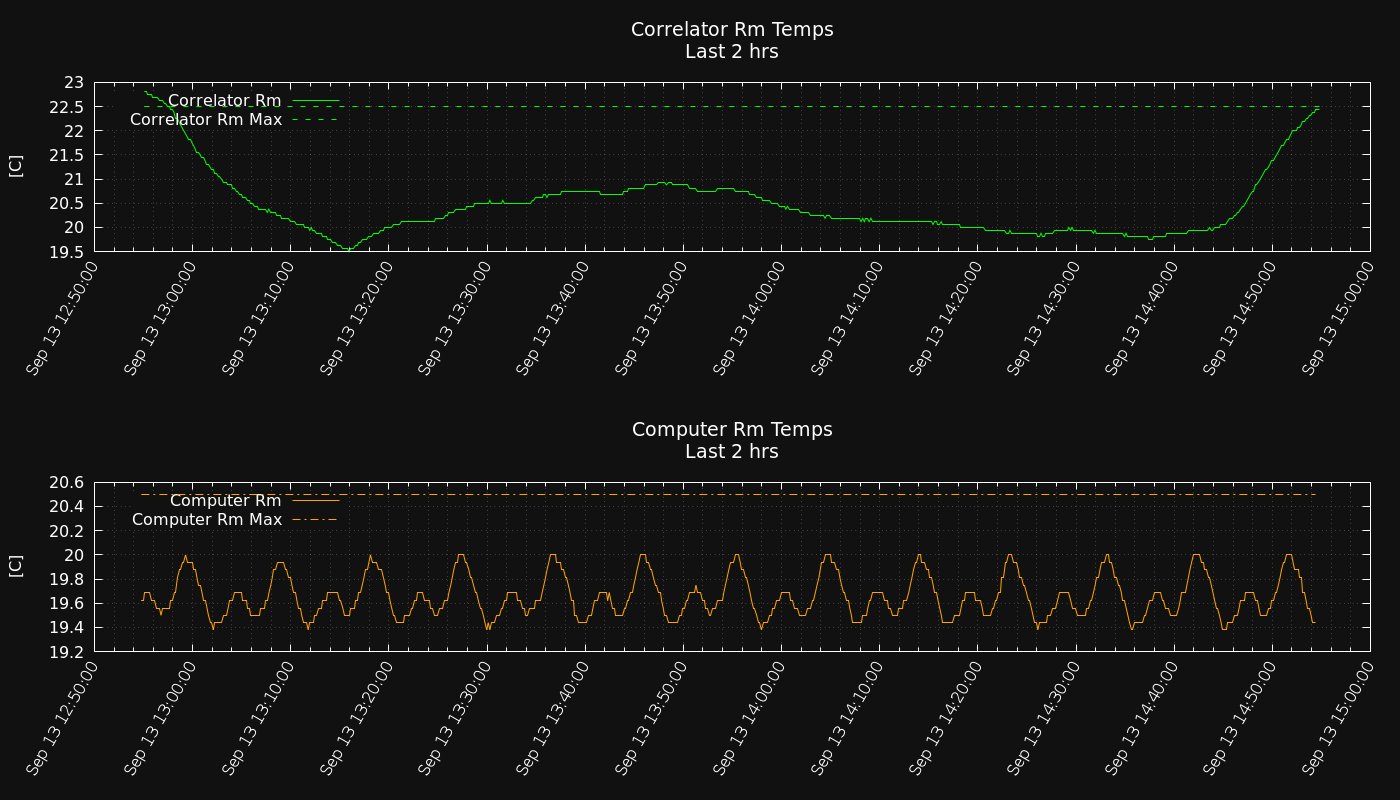 Correlator Rm Temps
Last 2 hrs
[C]
23
22.5
22
21.5
21
20.5
20
19.5
Correlator Rm
Correlator Rm Max
Sep 13 12:50:00
Sep 13 13:00:00
Sep 13 13:10:00
Sep 13 13:20:00
Sep 13 13:30:00
Sep 13 13:40:00
Sep 13 13:50:00
Sep 13 14:00:00
Sep 13 14:10:00
Sep 13 14:20:00
Sep 13 14:30:00
Sep 13 14:40:00
Sep 13 14:50:00
Sep 13 15:00:00
Computer Rm Temps
Last 2 hrs
[C]
20.6
20.4
20.2
20
19.8
19.6
19.4
19.2
Computer Rm
Computer Rm Max
Sep 13 12:50:00
Sep 13 13:00:00
Sep 13 13:10:00
Sep 13 13:20:00
Sep 13 13:30:00
Sep 13 13:40:00
Sep 13 13:50:00
Sep 13 14:00:00
Sep 13 14:10:00
Sep 13 14:20:00
Sep 13 14:30:00
Sep 13 14:40:00
Sep 13 14:50:00
Sep 13 15:00:00